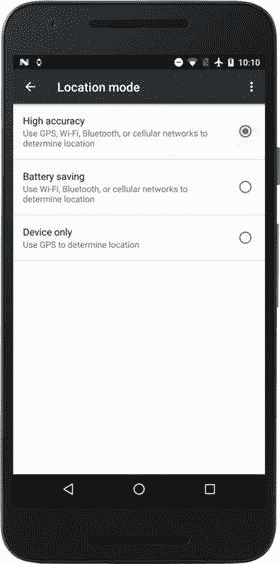 10:10
Location mode
High accuracy
Use GPS, Wi-Fi, Bluetooth, or cellular networks to
determine location
Battery saving
Use Wi-Fi, Bluetooth, or cellular networks to
determine location
Device only
Use GPS to determine location